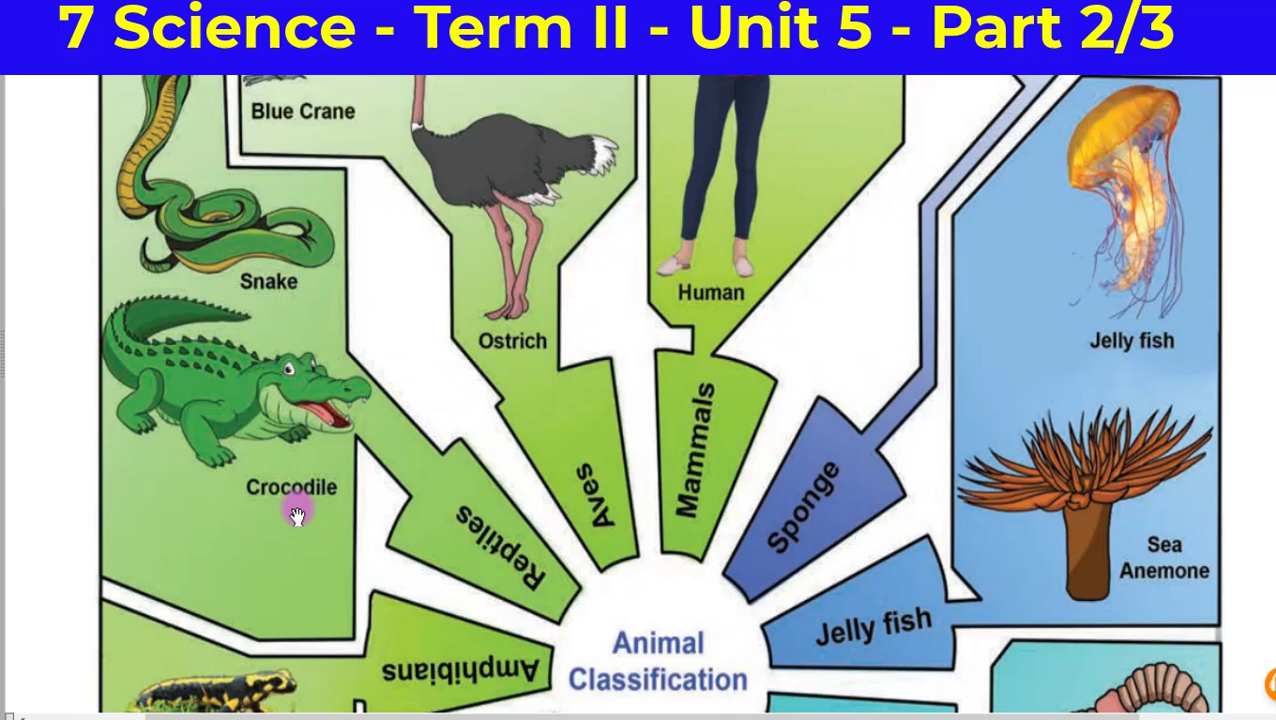 7 Science - Term II - Unit 5 - Part 2/3
Blue Crane
Snake
Ostrich
Human
Jelly fish
Crocodile
Sea
Anemone
Reptiles
Aves
Mammals
Sponge
Jelly fish
Amphibians
Animal
Classification